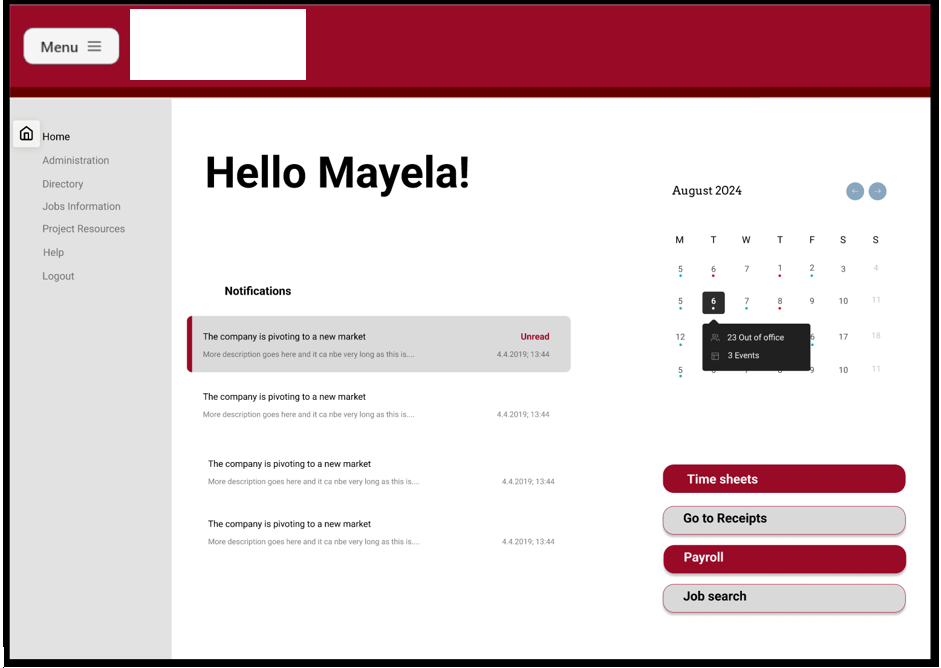 Menu
Home
Administration
Directory
Jobs Information
Project Resources
Help
Logout
Hello Mayela!
Notifications
The company is pivoting to a new market Unread
More description goes here and it ca nbe very long as this is.... 4.4.2019; 13:44
The company is pivoting to a new market
More description goes here and it ca nbe very long as this is.... 4.4.2019; 13:44
The company is pivoting to a new market
More description goes here and it ca nbe very long as this is.... 4.4.2019; 13:44
The company is pivoting to a new market
More description goes here and it ca nbe very long as this is.... 4.4.2019; 13:44
August 2024
M T W T F S S
5 6 7 1 2 3 4
5 6 7 8 9 10 11
12 17 18
23 Out of office
3 Events
5 10 11
Time sheets
Go to Receipts
Payroll
Job search